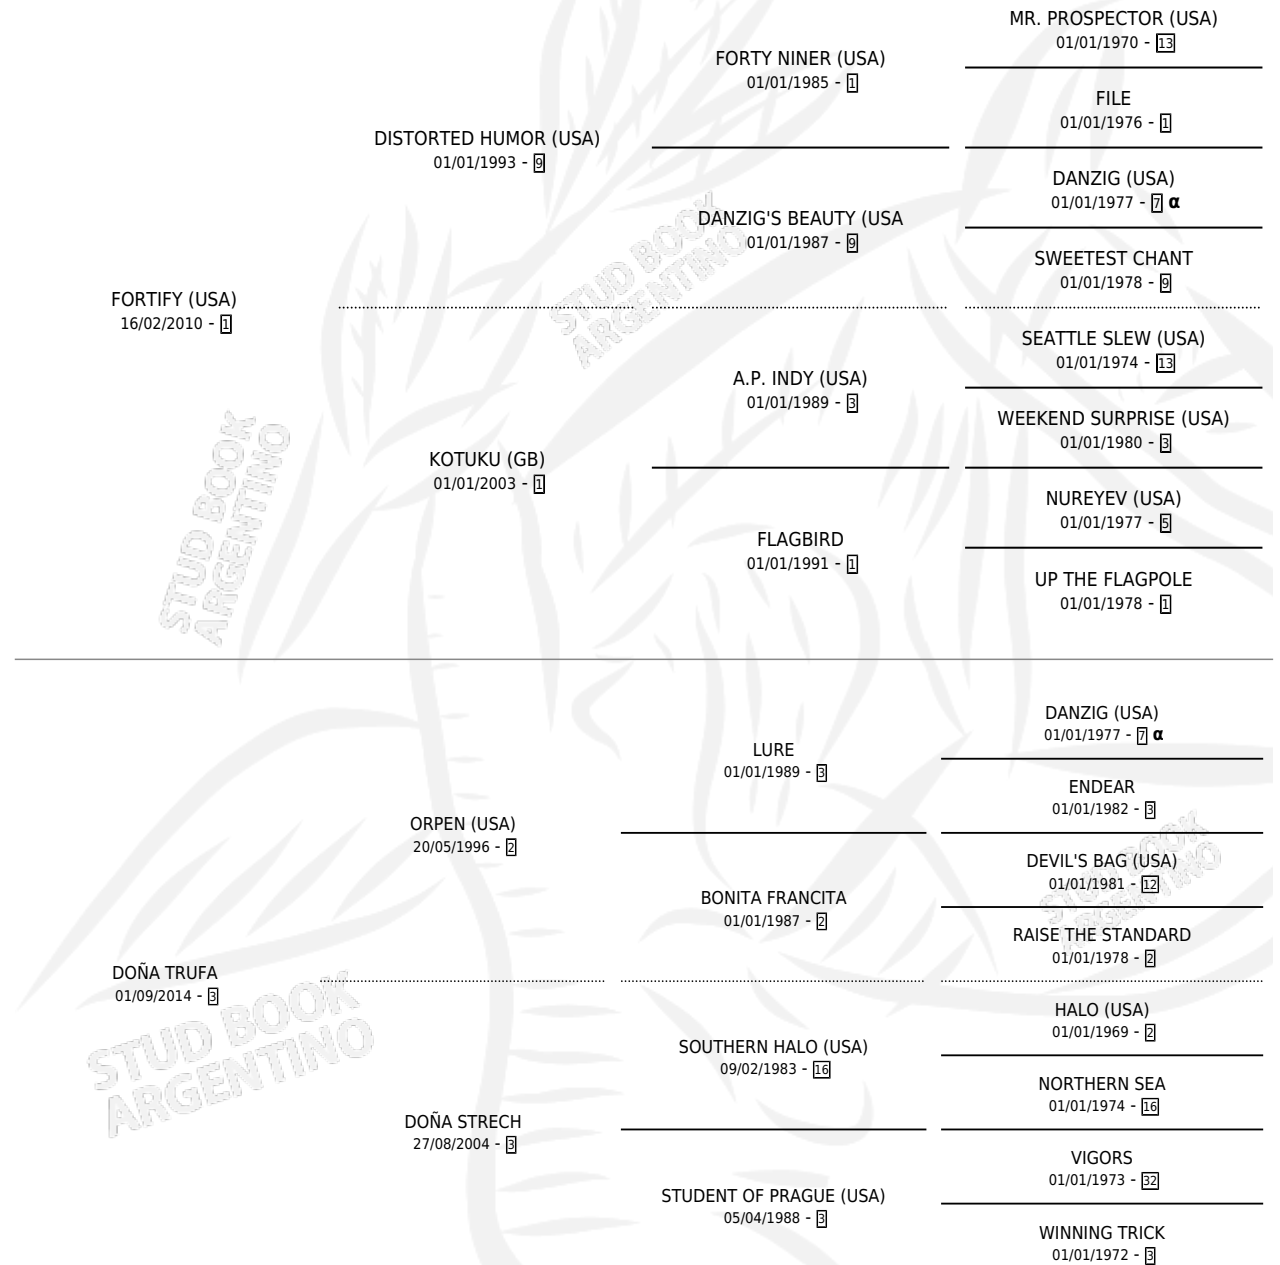 MR. PROSPECTOR (USA)
01/01/1970 - 13
FORTY NINER (USA)
01/01/1985 - 1
FILE
01/01/1976 - 1
DISTORTED HUMOR (USA)
01/01/1993 - 9
DANZIG (USA)
01/01/1977 - 7 α
DANZIG'S BEAUTY (USA
01/01/1987 - 9
SWEETEST CHANT
01/01/1978 - 9
STUD BOOK
ARGENTINO
FORTIFY (USA)
16/02/2010 - 1
SEATTLE SLEW (USA)
01/01/1974 - 13
A.P. INDY (USA)
01/01/1989 - 3
WEEKEND SURPRISE (USA)
01/01/1980 - 3
KOTUKU (GB)
01/01/2003 - 1
NUREYEV (USA)
01/01/1977 - 5
FLAGBIRD
01/01/1991 - 1
UP THE FLAGPOLE
01/01/1978 - 1
STUD BOOK
ARGENTINO
DANZIG (USA)
01/01/1977 - 7 α
LURE
01/01/1989 - 3
ENDEAR
01/01/1982 - 3
ORPEN (USA)
20/05/1996 - 2
DEVIL'S BAG (USA)
01/01/1981 - 12
BONITA FRANCITA
01/01/1987 - 2
RAISE THE STANDARD
01/01/1978 - 2
STUD BOOK
ARGENTINO
DOÑA TRUFA
01/09/2014 - 3
HALO (USA)
01/01/1969 - 2
SOUTHERN HALO (USA)
09/02/1983 - 16
NORTHERN SEA
01/01/1974 - 16
DOÑA STRECH
27/08/2004 - 3
VIGORS
01/01/1973 - 32
STUDENT OF PRAGUE (USA)
05/04/1988 - 3
WINNING TRICK
01/01/1972 - 3
STUD BOOK
ARGENTINO